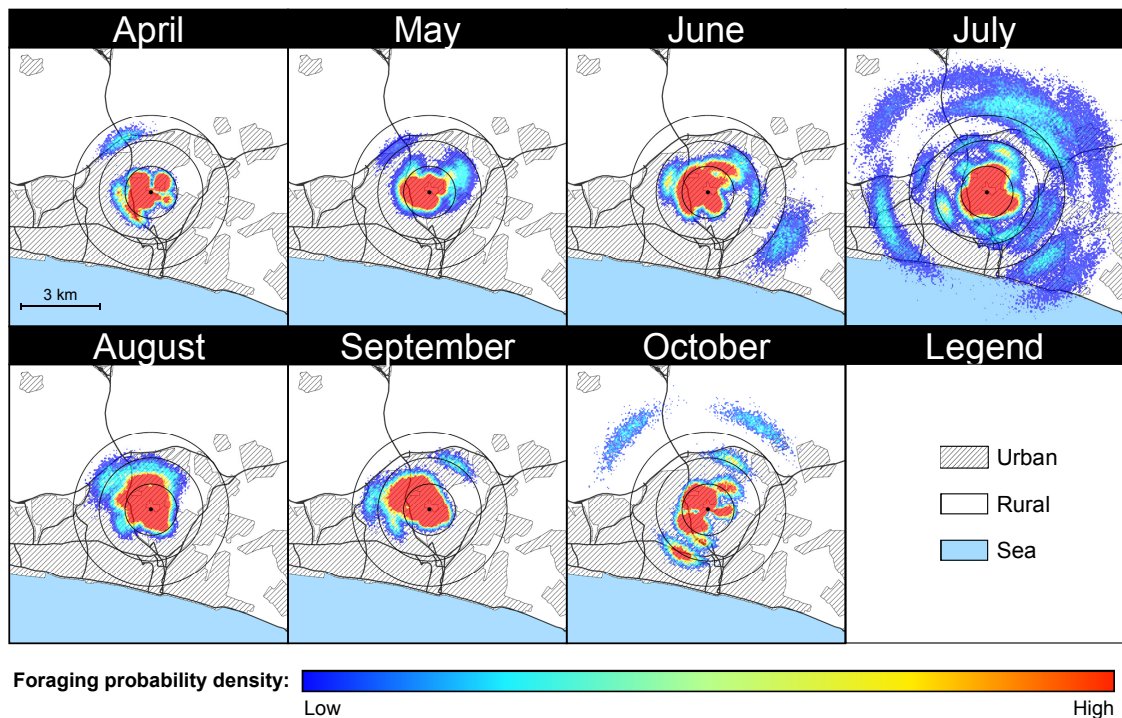 April
May
June
July
3 km
August
September
October
Legend
Urban
Rural
Sea
Foraging probability density:
Low
High